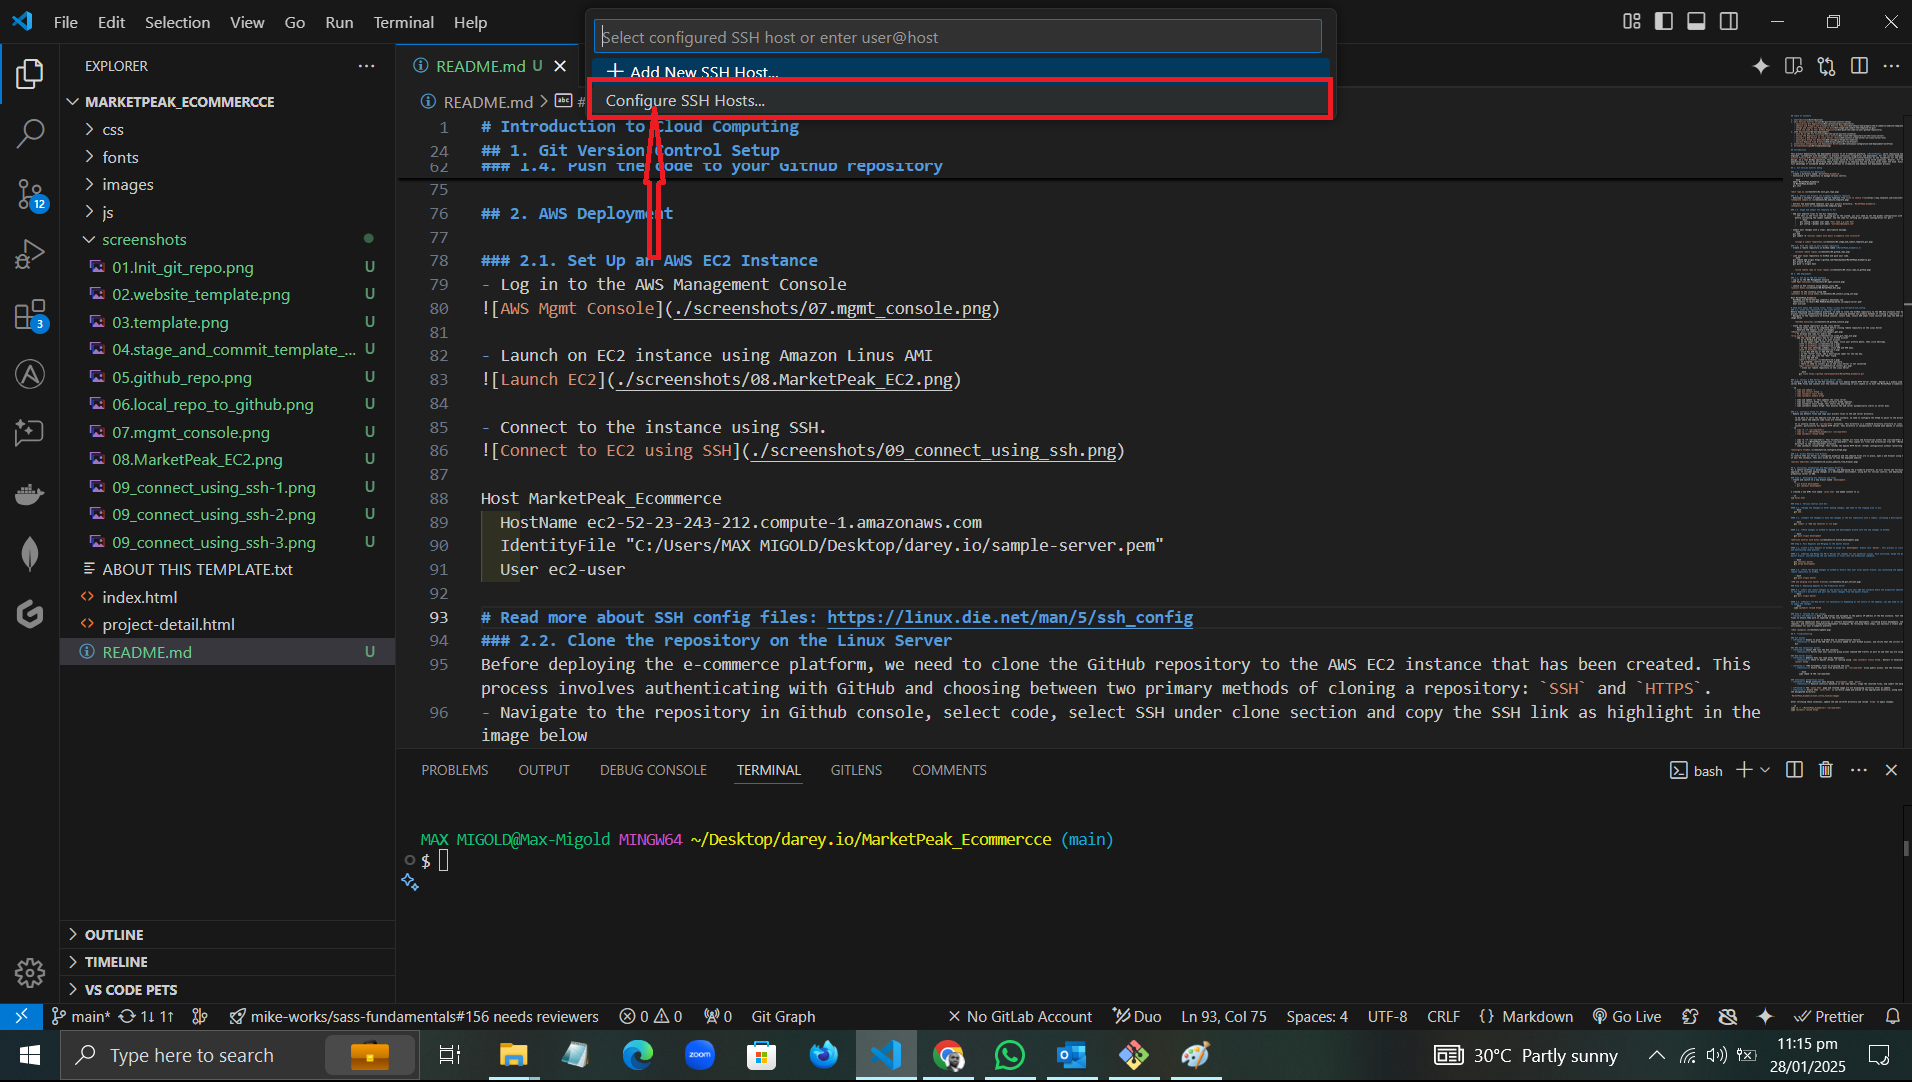 File Edit Selection View Go Run Terminal Help
Select configured SSH host or enter user@host
Add New SSH Host...
Configure SSH Hosts...
EXPLORER
MARKETPEAK_ECOMMERCCE
css
fonts
images
js
screenshots
01.Init_git_repo.png U
02.website_template.png U
03.template.png U
04.stage_and_commit_template_... U
05.github_repo.png U
06.local_repo_to_github.png U
07.mgmt_console.png U
08.MarketPeak_EC2.png U
09_connect_using_ssh-1.png U
09_connect_using_ssh-2.png U
09_connect_using_ssh-3.png U
ABOUT THIS TEMPLATE.txt
index.html
project-detail.html
README.md U
OUTLINE
TIMELINE
VS CODE PETS
12
3
README.md U
README.md > abc #
1 # Introduction to Cloud Computing
24 ## 1. Git Version Control Setup
62 ### 1.4. Push the code to your Github repository
75
76 ## 2. AWS Deployment
77
78 ### 2.1. Set Up an AWS EC2 Instance
79 - Log in to the AWS Management Console
80 ![AWS Mgmt Console](./screenshots/07.mgmt_console.png)
81
82 - Launch on EC2 instance using Amazon Linus AMI
83 ![Launch EC2](./screenshots/08.MarketPeak_EC2.png)
84
85 - Connect to the instance using SSH.
86 ![Connect to EC2 using SSH](./screenshots/09_connect_using_ssh.png)
87
88 Host MarketPeak_Ecommerce
89 HostName ec2-52-23-243-212.compute-1.amazonaws.com
90 IdentityFile "C:/Users/MAX MIGOLD/Desktop/darey.io/sample-server.pem"
91 User ec2-user
92
93 # Read more about SSH config files: https://linux.die.net/man/5/ssh_config
94 ### 2.2. Clone the repository on the Linux Server
95 Before deploying the e-commerce platform, we need to clone the GitHub repository to the AWS EC2 instance that has been created. This
process involves authenticating with GitHub and choosing between two primary methods of cloning a repository: `SSH` and `HTTPS`.
96 - Navigate to the repository in Github console, select code, select SSH under clone section and copy the SSH link as highlight in the
image below
PROBLEMS OUTPUT DEBUG CONSOLE TERMINAL GITLENS COMMENTS
bash
MAX MIGOLD@Max-Migold MINGW64 ~/Desktop/darey.io/MarketPeak_Ecommercce (main)
$
main* 1↓ 1↑ mike-works/sass-fundamentals#156 needs reviewers 0 0 0 Git Graph
No GitLab Account Duo Ln 93, Col 75 Spaces: 4 UTF-8 CRLF {} Markdown Go Live Prettier
Type here to search
zoom
30°C Partly sunny
11:15 pm
28/01/2025